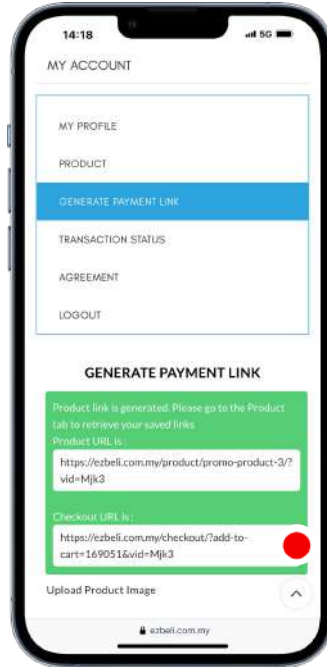 14:18
5G
MY ACCOUNT
MY PROFILE
PRODUCT
GENERATE PAYMENT LINK
TRANSACTION STATUS
AGREEMENT
LOGOUT
GENERATE PAYMENT LINK
Product link is generated. Please go to the Product
tab to retrieve your saved links
Product URL is :
https://ezbeli.com.my/product/promo-product-3/?
vid=Mjk3
Checkout URL is :
https://ezbeli.com.my/checkout/?add-to-
cart=169051&vid=Mjk3
Upload Product Image
ezbeli.com.my